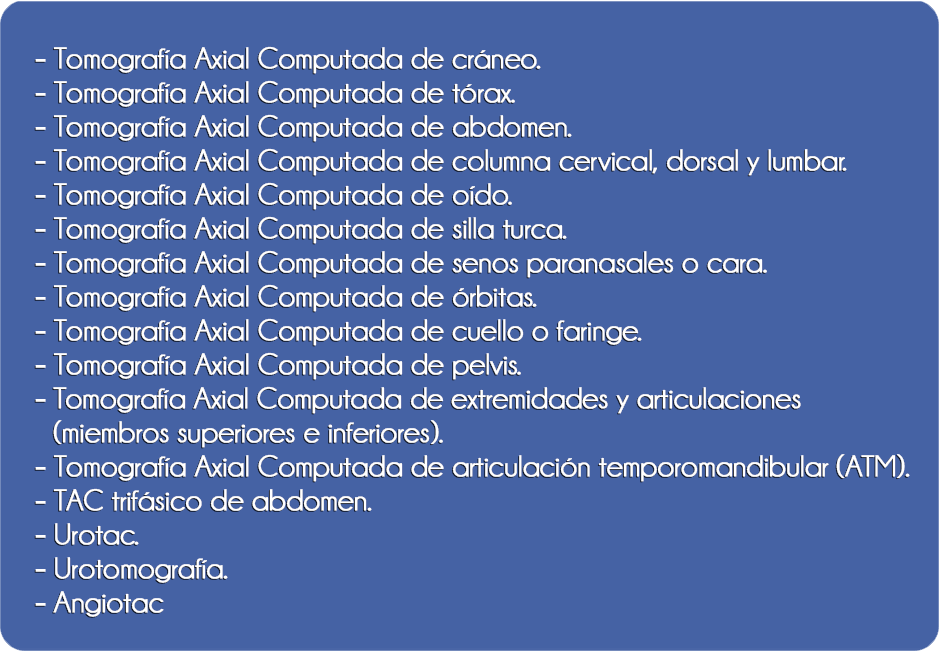 - Tomografía Axial Computada de cráneo.
- Tomografía Axial Computada de tórax.
- Tomografía Axial Computada de abdomen.
- Tomografía Axial Computada de columna cervical, dorsal y lumbar.
- Tomografía Axial Computada de oído.
- Tomografía Axial Computada de silla turca.
- Tomografía Axial Computada de senos paranasales o cara.
- Tomografía Axial Computada de órbitas.
- Tomografía Axial Computada de cuello o faringe.
- Tomografía Axial Computada de pelvis.
- Tomografía Axial Computada de extremidades y articulaciones
(miembros superiores e inferiores).
- Tomografía Axial Computada de articulación temporomandibular (ATM).
- TAC trifásico de abdomen.
- Urotac.
- Urotomografía.
- Angiotac